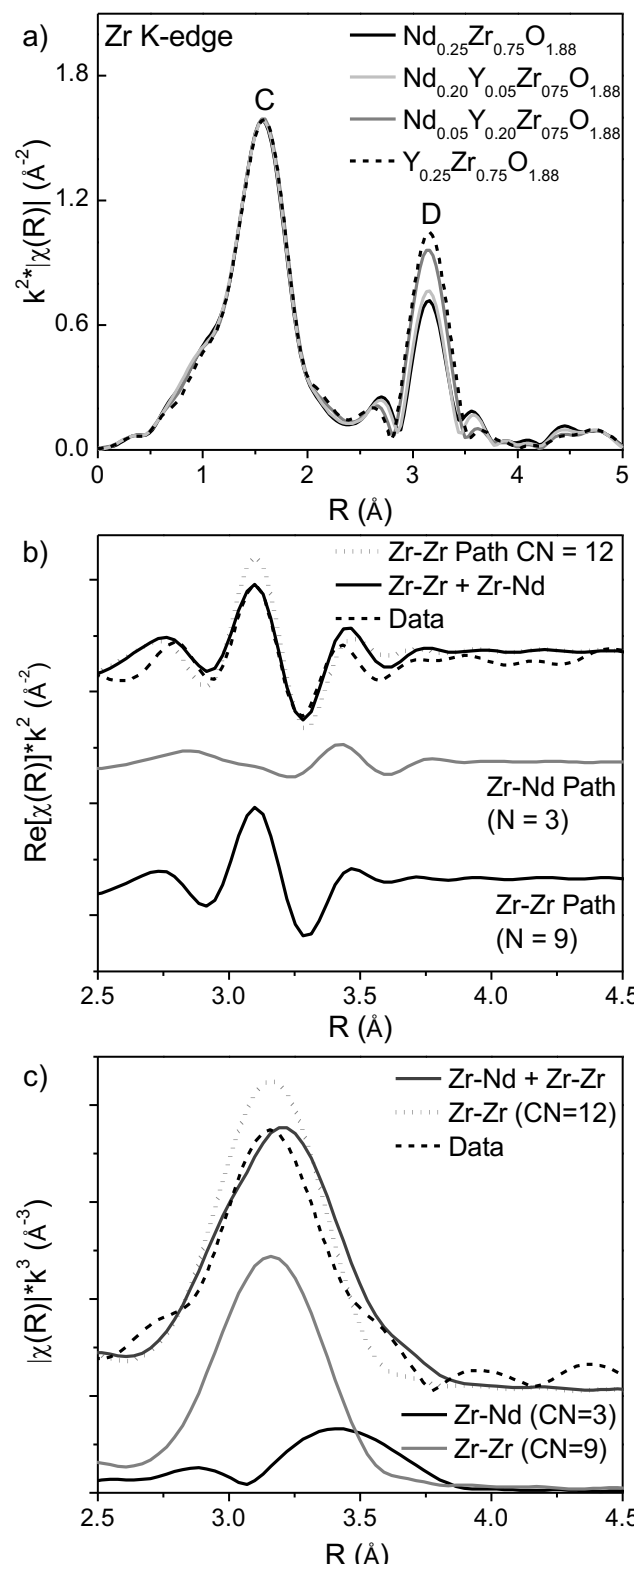 a) Zr K-edge
Nd₀.₂₅Zr₀.₇₅O₁.₈₈
Nd₀.₂₀Y₀.₀₅Zr₀₇₅O₁.₈₈
Nd₀.₀₅Y₀.₂₀Zr₀₇₅O₁.₈₈
Y₀.₂₅Zr₀.₇₅O₁.₈₈
C
D
1.8
1.2
0.6
0.0
k²*|χ(R)| (Å⁻²)
0 1 2 3 4 5
R (Å)
b)
Zr-Zr Path CN = 12
Zr-Zr + Zr-Nd
Data
Re[χ(R)]*k² (Å⁻²)
Zr-Nd Path
(N = 3)
Zr-Zr Path
(N = 9)
2.5 3.0 3.5 4.0 4.5
R (Å)
c)
Zr-Nd + Zr-Zr
Zr-Zr (CN=12)
Data
|χ(R)|*k³ (Å⁻³)
Zr-Nd (CN=3)
Zr-Zr (CN=9)
2.5 3.0 3.5 4.0 4.5
R (Å)